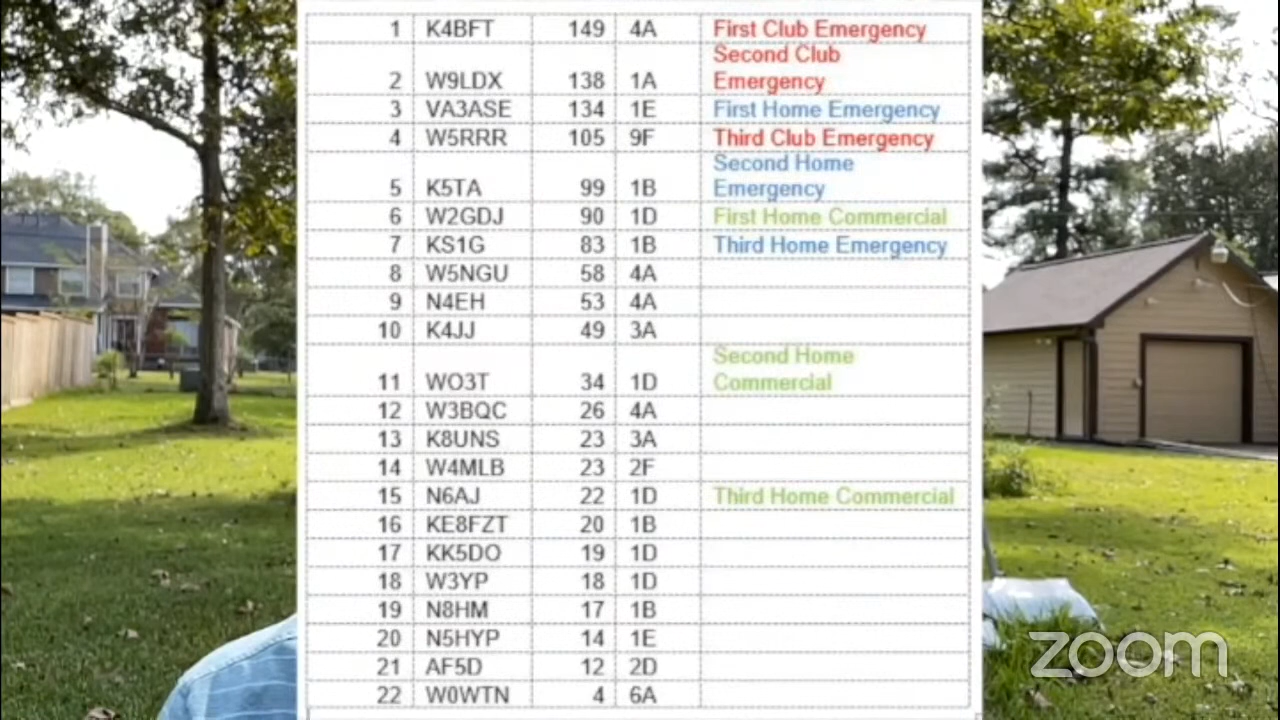 1 K4BFT 149 4A First Club Emergency
Second Club
2 W9LDX 138 1A Emergency
3 VA3ASE 134 1E First Home Emergency
4 W5RRR 105 9F Third Club Emergency
Second Home
5 K5TA 99 1B Emergency
6 W2GDJ 90 1D First Home Commercial
7 KS1G 83 1B Third Home Emergency
8 W5NGU 58 4A
9 N4EH 53 4A
10 K4JJ 49 3A
Second Home
11 WO3T 34 1D Commercial
12 W3BQC 26 4A
13 K8UNS 23 3A
14 W4MLB 23 2F
15 N6AJ 22 1D Third Home Commercial
16 KE8FZT 20 1B
17 KK5DO 19 1D
18 W3YP 18 1D
19 N8HM 17 1B
20 N5HYP 14 1E
21 AF5D 12 2D
22 W0WTN 4 6A
zoom